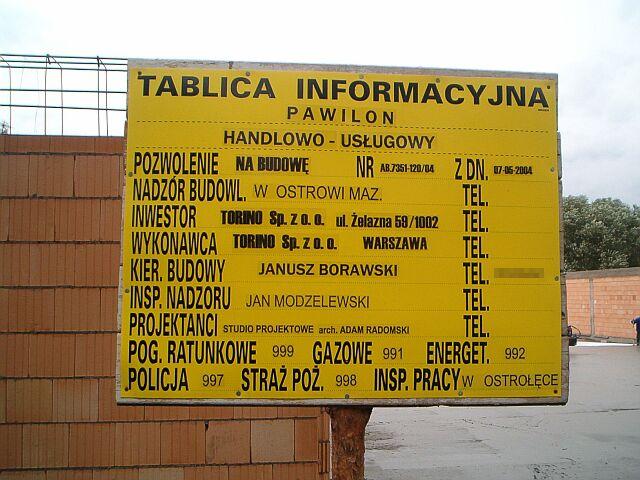 TABLICA INFORMACYJNA
PAWILON
HANDLOWO - USŁUGOWY
POZWOLENIE NA BUDOWĘ NR AB.7351-120/04 Z DN. 07-05-2004
NADZÓR BUDOWL. W OSTROWI MAZ. TEL.
INWESTOR TORINO Sp. z o. o. ul. Żelazna 59/1002 TEL.
WYKONAWCA TORINO Sp. z o. o. WARSZAWA TEL.
KIER. BUDOWY JANUSZ BORAWSKI TEL.
INSP. NADZORU JAN MODZELEWSKI TEL.
PROJEKTANCI STUDIO PROJEKTOWE arch. ADAM RADOMSKI TEL.
POG. RATUNKOWE 999 GAZOWE 991 ENERGET. 992
POLICJA 997 STRAŻ POŻ. 998 INSP. PRACY W OSTROŁĘCE